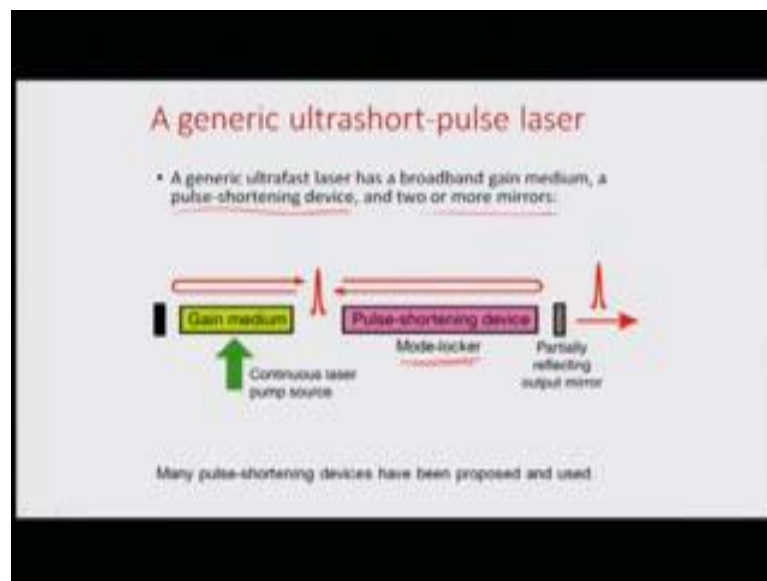 A generic ultrashort-pulse laser
• A generic ultrafast laser has a broadband gain medium, a
pulse-shortening device, and two or more mirrors:
Gain medium
Pulse-shortening device
Mode-locker
Partially
reflecting
output mirror
Continuous laser
pump source
Many pulse-shortening devices have been proposed and used